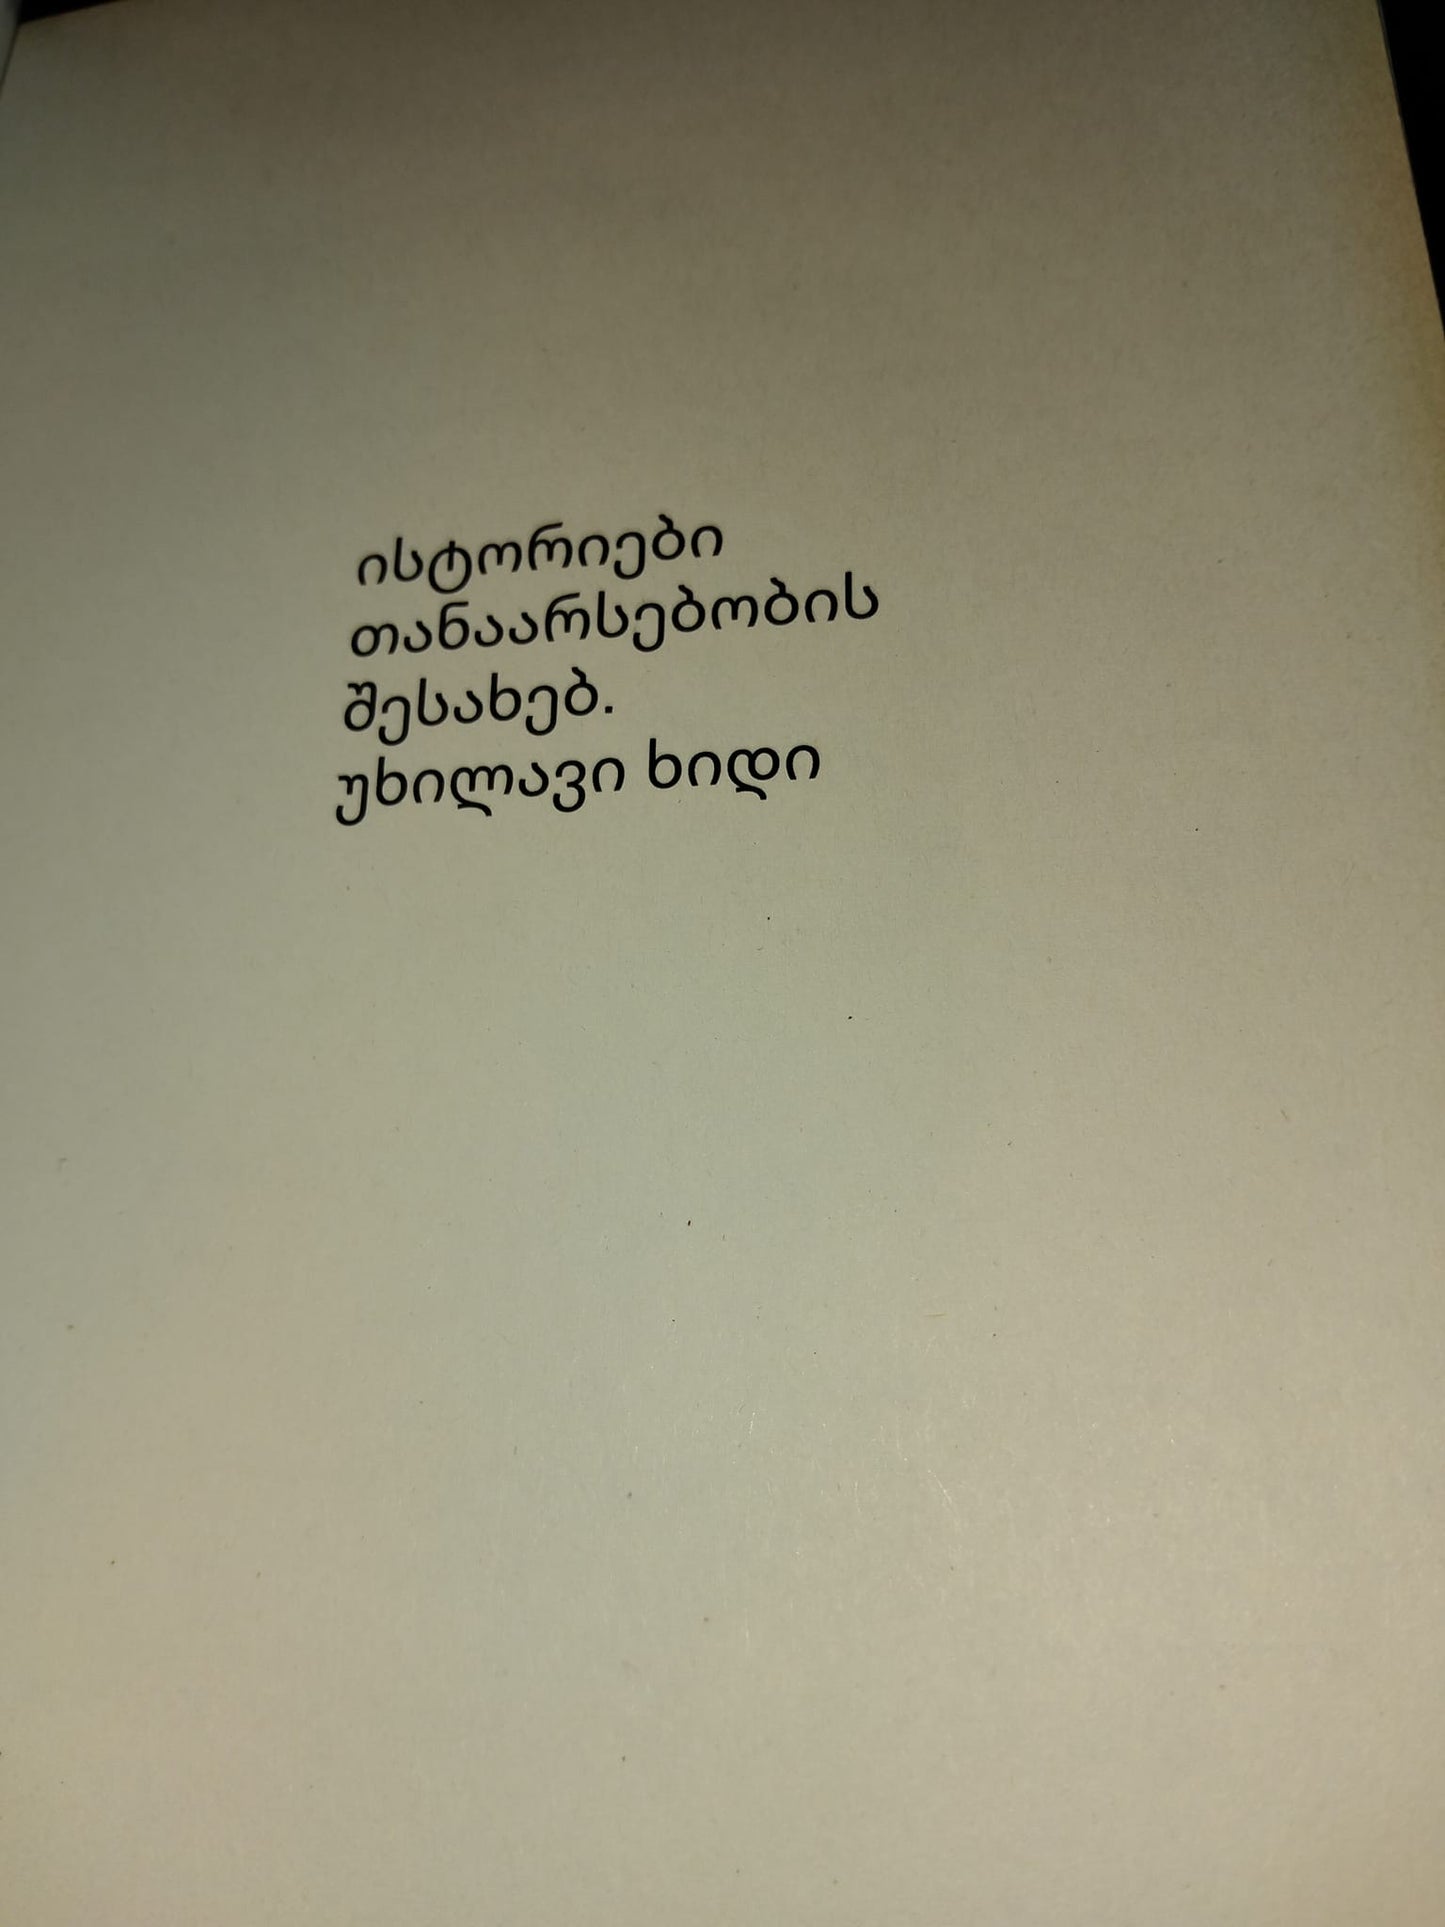 ისტორიები
თანაარსებობის
შესახებ.
უხილავი ხიდი